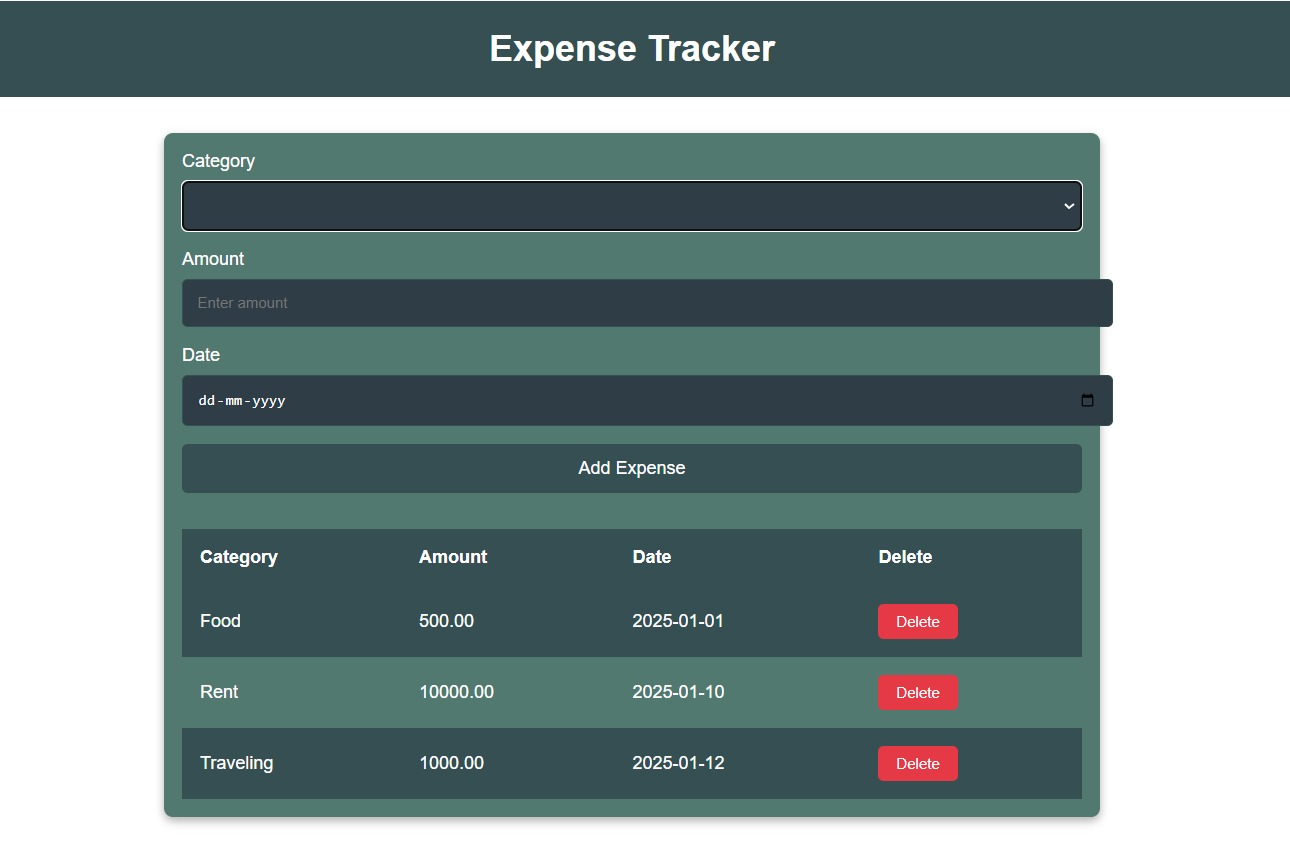 Expense Tracker
Category
Amount
Enter amount
Date
dd-mm-yyyy
Add Expense
Category Amount Date Delete
Food 500.00 2025-01-01 Delete
Rent 10000.00 2025-01-10 Delete
Traveling 1000.00 2025-01-12 Delete